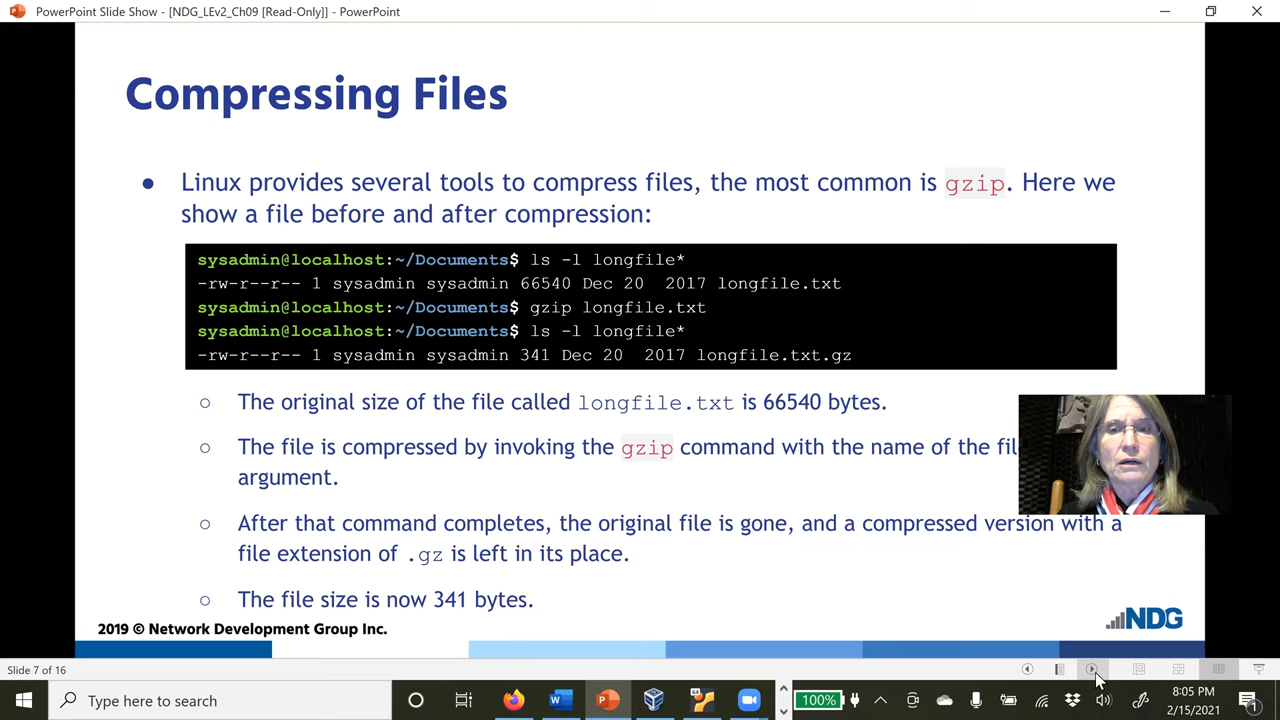 PowerPoint Slide Show - [NDG_LEv2_Ch09 [Read-Only]] - PowerPoint
Compressing Files
● Linux provides several tools to compress files, the most common is gzip. Here we
show a file before and after compression:
sysadmin@localhost:~/Documents$ ls -l longfile*
-rw-r--r-- 1 sysadmin sysadmin 66540 Dec 20  2017 longfile.txt
sysadmin@localhost:~/Documents$ gzip longfile.txt
sysadmin@localhost:~/Documents$ ls -l longfile*
-rw-r--r-- 1 sysadmin sysadmin 341 Dec 20  2017 longfile.txt.gz
○ The original size of the file called longfile.txt is 66540 bytes.
○ The file is compressed by invoking the gzip command with the name of the
argument.
○ After that command completes, the original file is gone, and a compressed version with a
file extension of .gz is left in its place.
○ The file size is now 341 bytes.
2019 © Network Development Group Inc.
NDG
Slide 7 of 16
Type here to search
100%
8:05 PM
2/15/2021
1